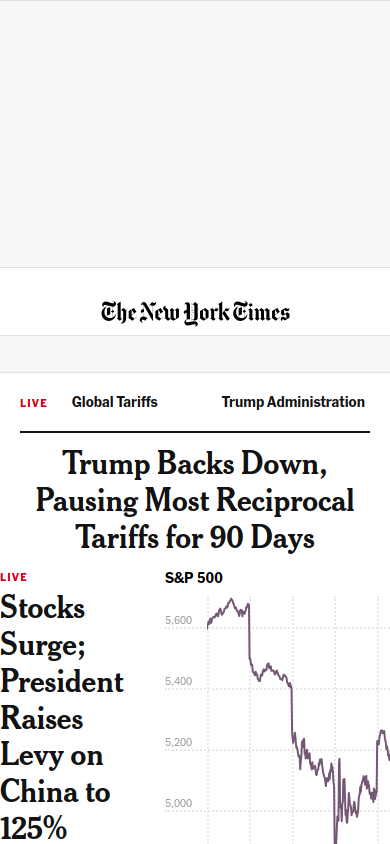 The New York Times
LIVE Global Tariffs Trump Administration
Trump Backs Down,
Pausing Most Reciprocal
Tariffs for 90 Days
LIVE
Stocks
Surge;
President
Raises
Levy on
China to
125%
S&P 500
5,600
5,400
5,200
5,000